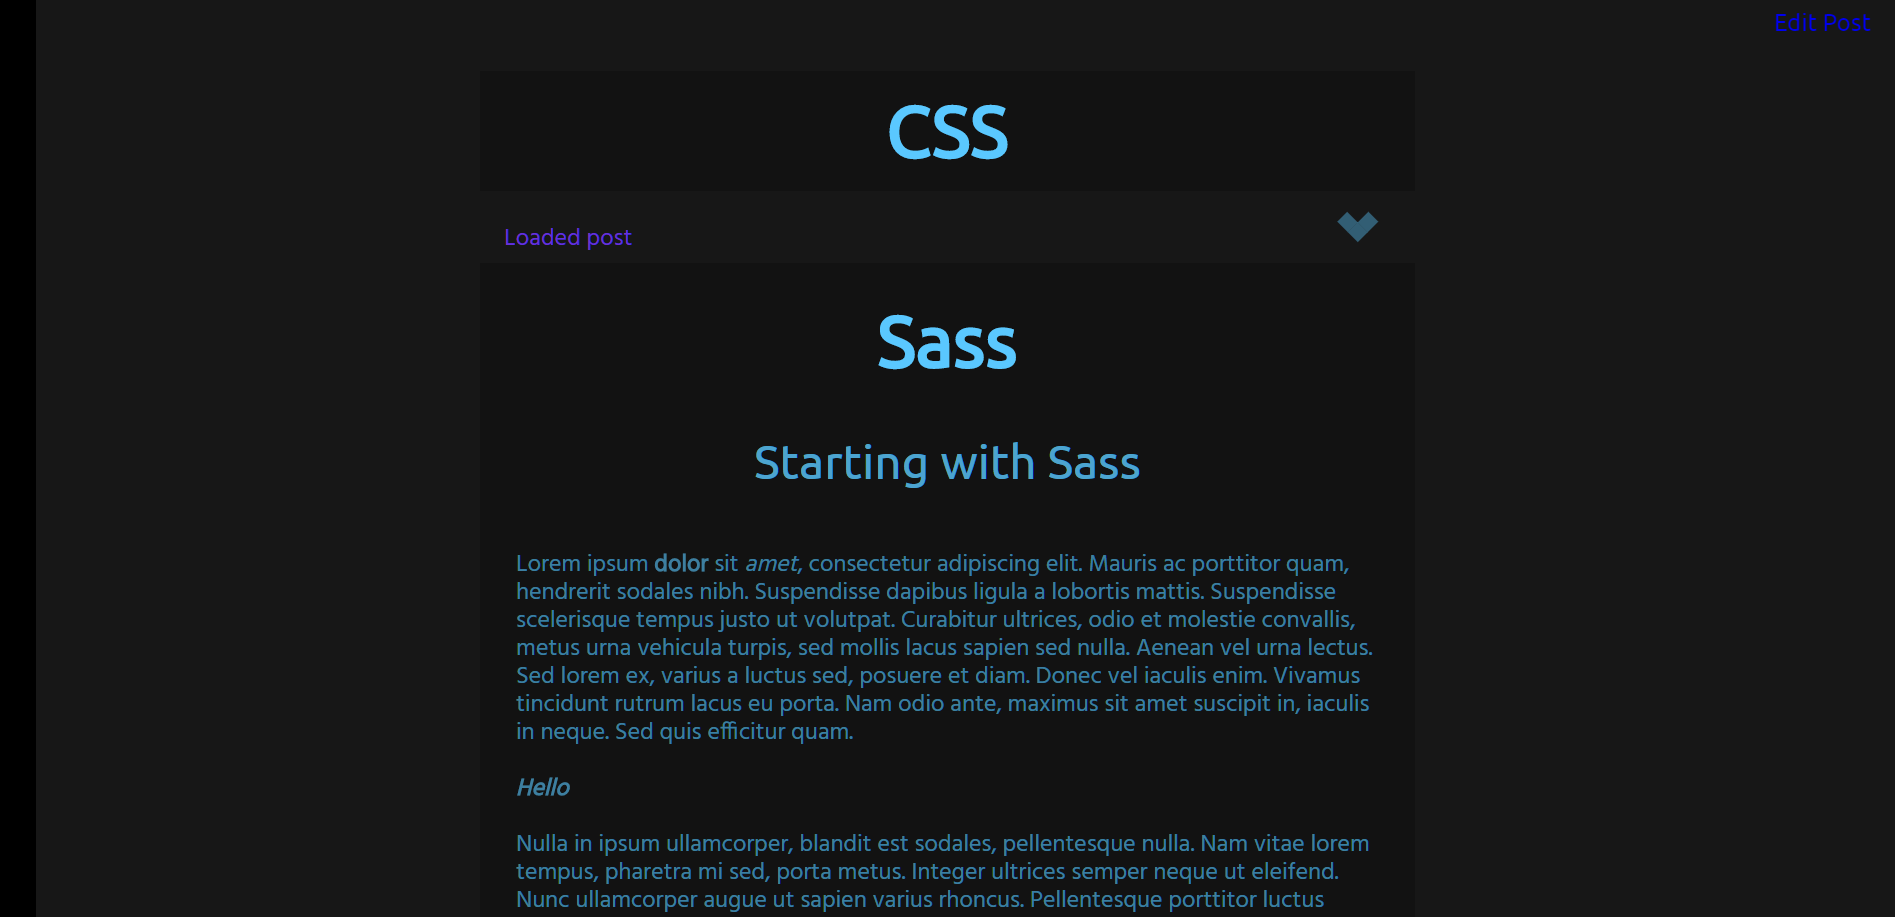 Edit Post
CSS
Loaded post
Sass
Starting with Sass
Lorem ipsum dolor sit amet, consectetur adipiscing elit. Mauris ac porttitor quam,
hendrerit sodales nibh. Suspendisse dapibus ligula a lobortis mattis. Suspendisse
scelerisque tempus justo ut volutpat. Curabitur ultrices, odio et molestie convallis,
metus urna vehicula turpis, sed mollis lacus sapien sed nulla. Aenean vel urna lectus.
Sed lorem ex, varius a luctus sed, posuere et diam. Donec vel iaculis enim. Vivamus
tincidunt rutrum lacus eu porta. Nam odio ante, maximus sit amet suscipit in, iaculis
in neque. Sed quis efficitur quam.
Hello
Nulla in ipsum ullamcorper, blandit est sodales, pellentesque nulla. Nam vitae lorem
tempus, pharetra mi sed, porta metus. Integer ultrices semper neque ut eleifend.
Nunc ullamcorper augue ut sapien varius rhoncus. Pellentesque porttitor luctus